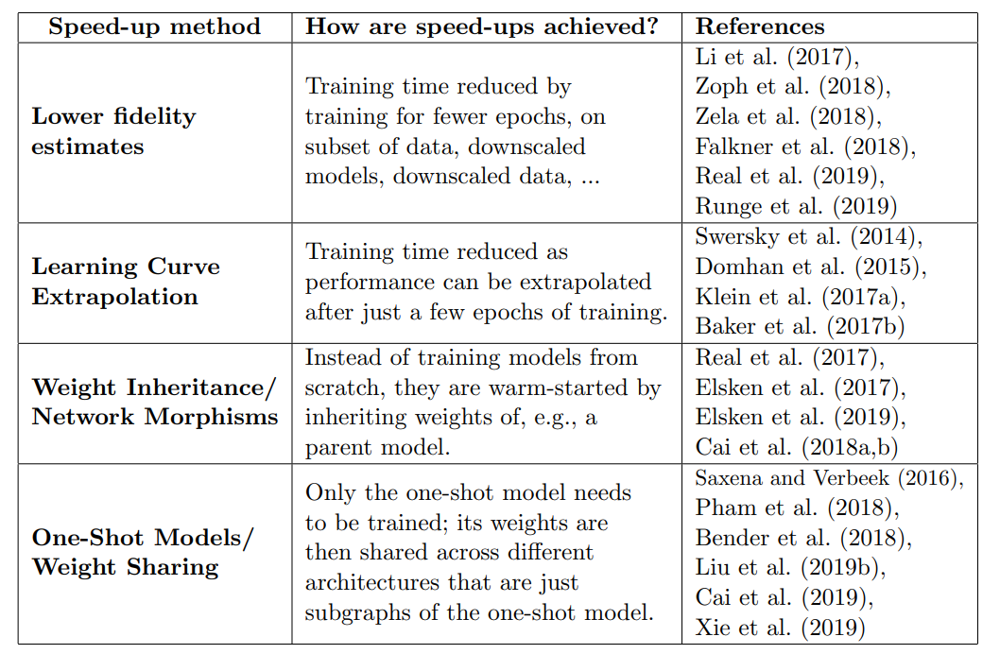 Speed-up method How are speed-ups achieved? References
Lower fidelity
estimates
Training time reduced by
training for fewer epochs, on
subset of data, downscaled
models, downscaled data, ...
Li et al. (2017),
Zoph et al. (2018),
Zela et al. (2018),
Falkner et al. (2018),
Real et al. (2019),
Runge et al. (2019)
Learning Curve
Extrapolation
Training time reduced as
performance can be extrapolated
after just a few epochs of training.
Swersky et al. (2014),
Domhan et al. (2015),
Klein et al. (2017a),
Baker et al. (2017b)
Weight Inheritance/
Network Morphisms
Instead of training models from
scratch, they are warm-started by
inheriting weights of, e.g., a
parent model.
Real et al. (2017),
Elsken et al. (2017),
Elsken et al. (2019),
Cai et al. (2018a,b)
One-Shot Models/
Weight Sharing
Only the one-shot model needs
to be trained; its weights are
then shared across different
architectures that are just
subgraphs of the one-shot model.
Saxena and Verbeek (2016),
Pham et al. (2018),
Bender et al. (2018),
Liu et al. (2019b),
Cai et al. (2019),
Xie et al. (2019)